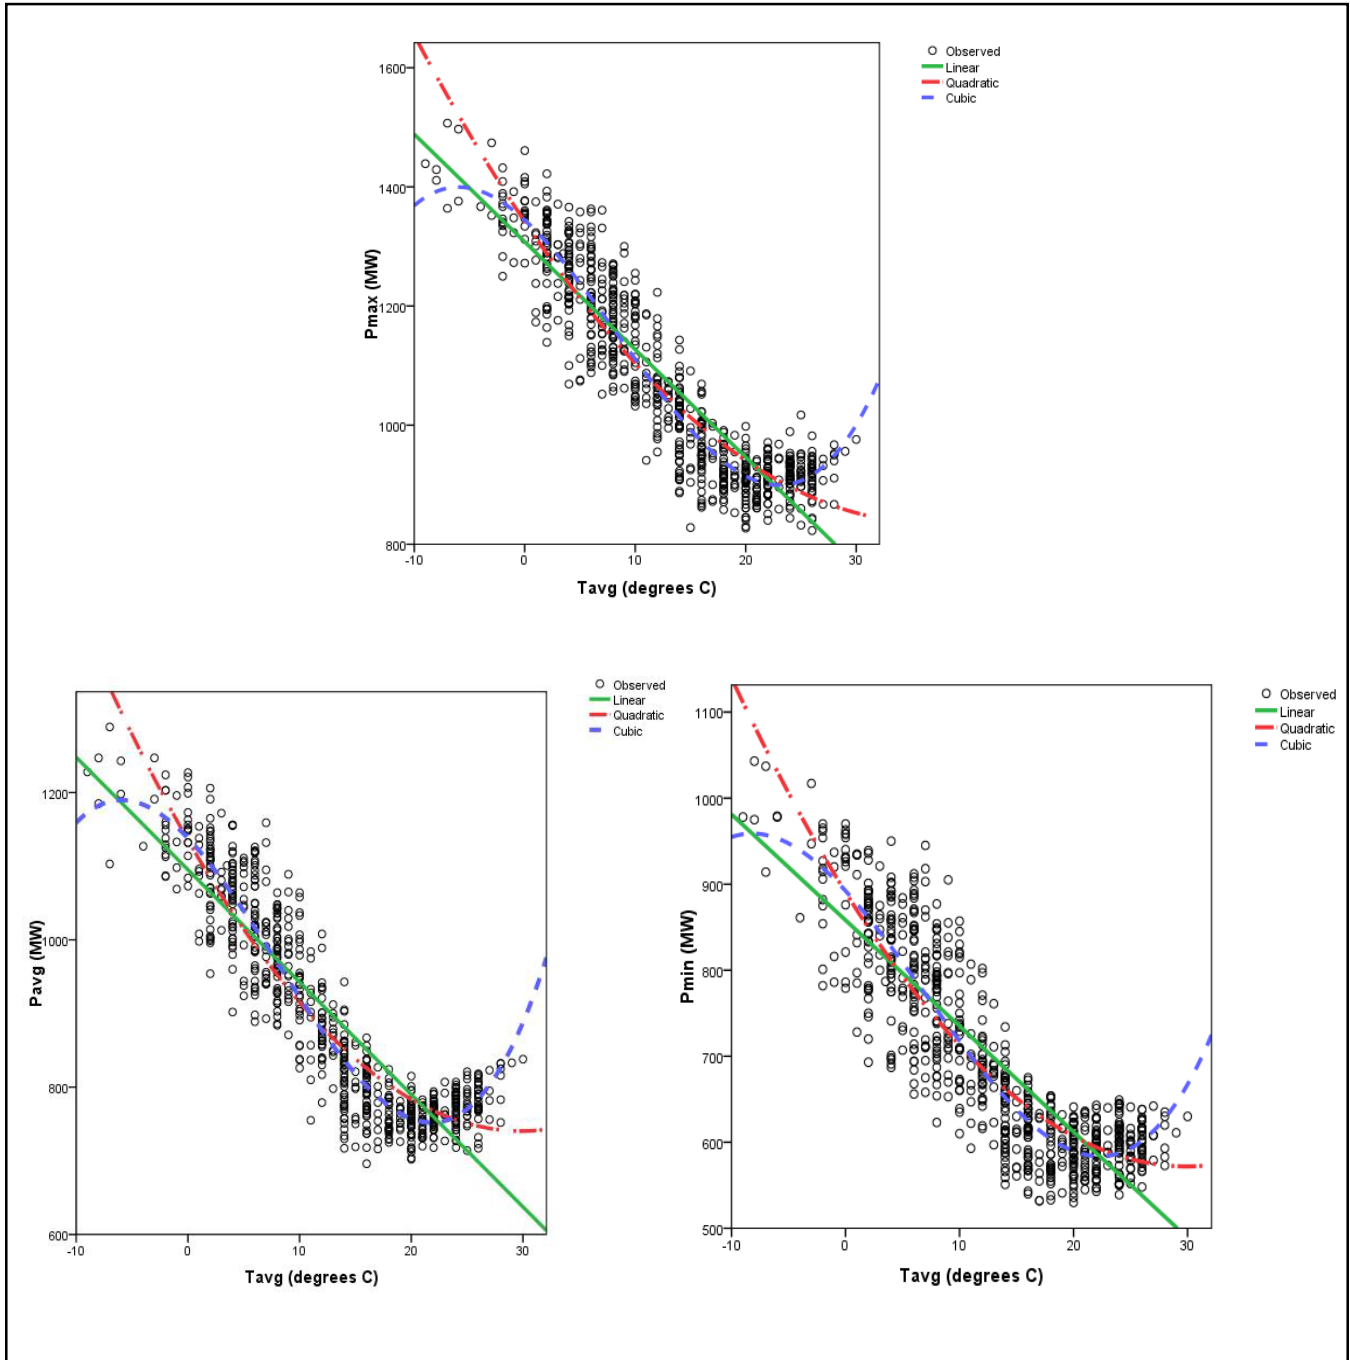 Observed
Linear
Quadratic
Cubic
1600
1400
1200
1000
800
Pmax (MW)
-10 0 10 20 30
Tavg (degrees C)
Observed
Linear
Quadratic
Cubic
1200
1000
800
600
Pavg (MW)
-10 0 10 20 30
Tavg (degrees C)
Observed
Linear
Quadratic
Cubic
1100
1000
900
800
700
600
500
Pmin (MW)
-10 0 10 20 30
Tavg (degrees C)